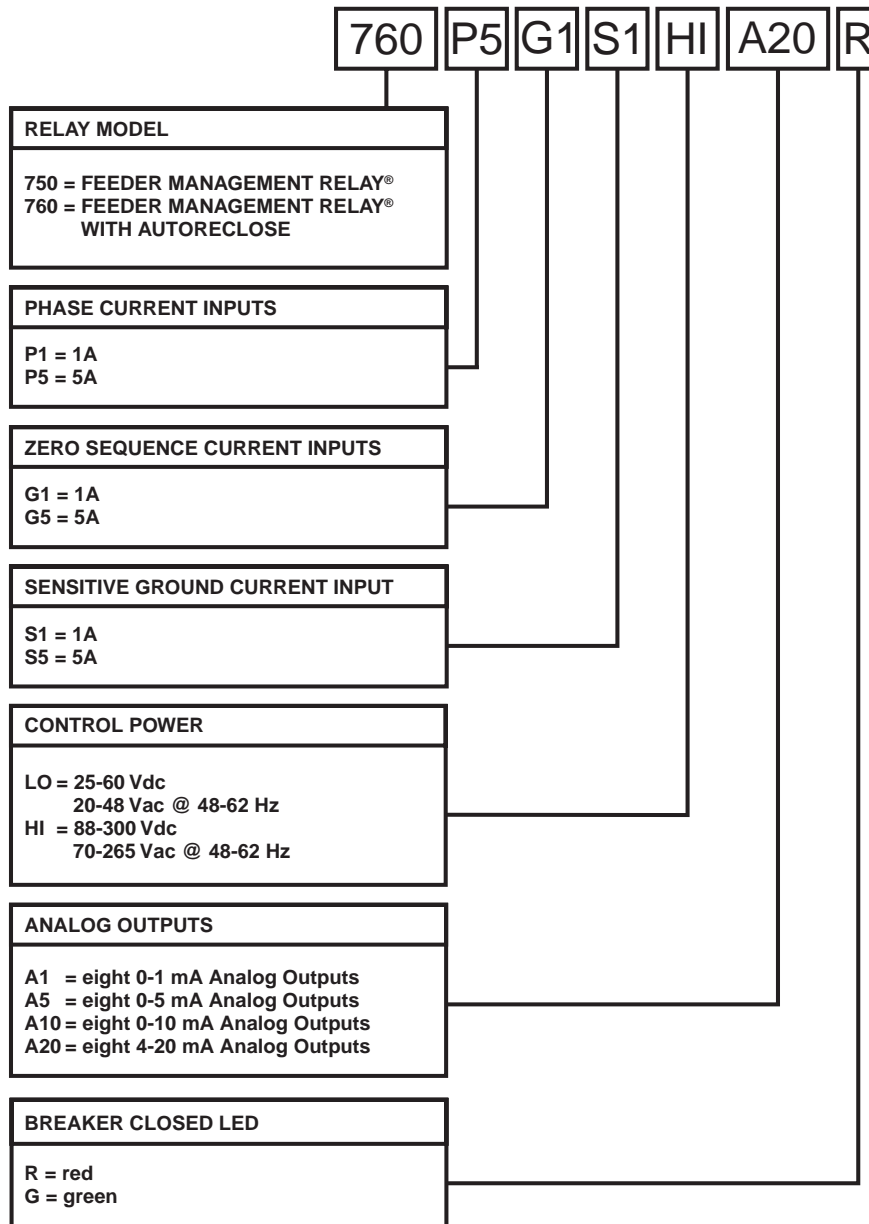 760 P5 G1 S1 HI A20 R
RELAY MODEL
750 = FEEDER MANAGEMENT RELAY®
760 = FEEDER MANAGEMENT RELAY®
WITH AUTORECLOSE
PHASE CURRENT INPUTS
P1 = 1A
P5 = 5A
ZERO SEQUENCE CURRENT INPUTS
G1 = 1A
G5 = 5A
SENSITIVE GROUND CURRENT INPUT
S1 = 1A
S5 = 5A
CONTROL POWER
LO = 25-60 Vdc
20-48 Vac @ 48-62 Hz
HI = 88-300 Vdc
70-265 Vac @ 48-62 Hz
ANALOG OUTPUTS
A1 = eight 0-1 mA Analog Outputs
A5 = eight 0-5 mA Analog Outputs
A10 = eight 0-10 mA Analog Outputs
A20 = eight 4-20 mA Analog Outputs
BREAKER CLOSED LED
R = red
G = green